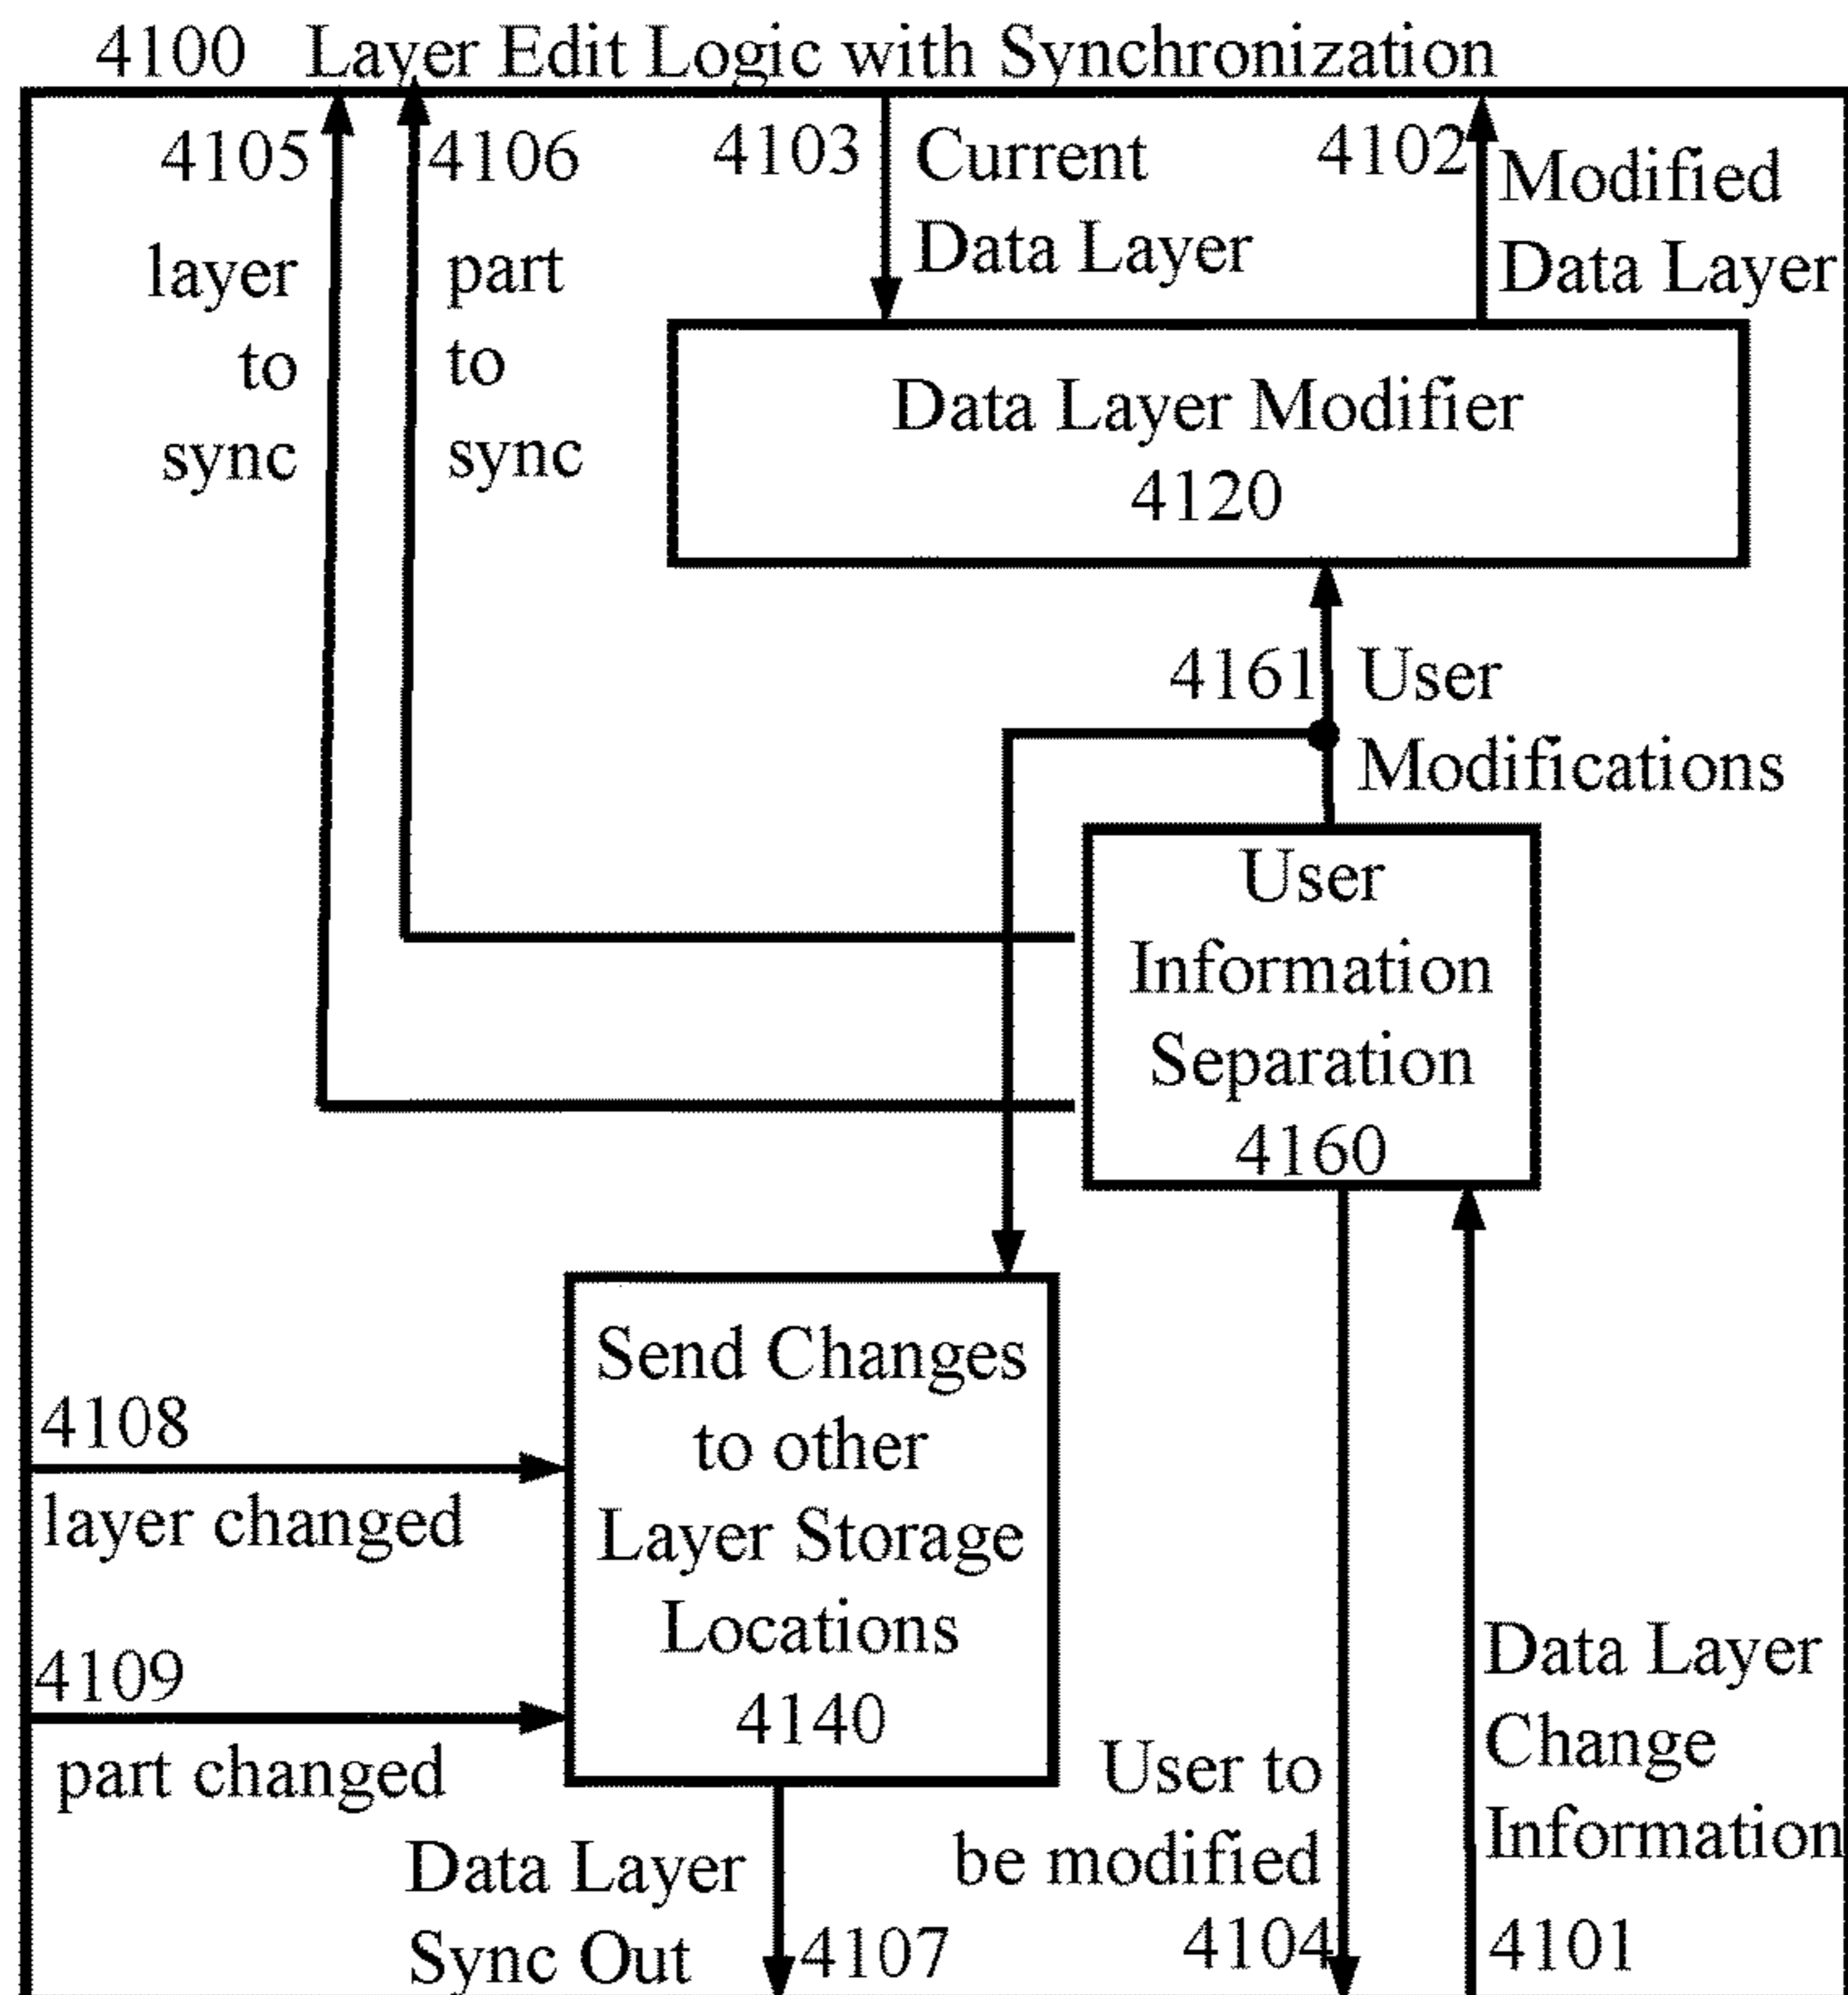 4100 Layer Edit Logic with Synchronization
4105
layer
to
sync
4106
part
to
sync
4103
Current
Data Layer
4102
Modified
Data Layer
Data Layer Modifier
4120
4161
User
Modifications
User
Information
Separation
4160
Send Changes
to other
Layer Storage
Locations
4140
4108
layer changed
4109
part changed
Data Layer
Sync Out
4107
User to
be modified
4104
Data Layer
Change
Information
4101